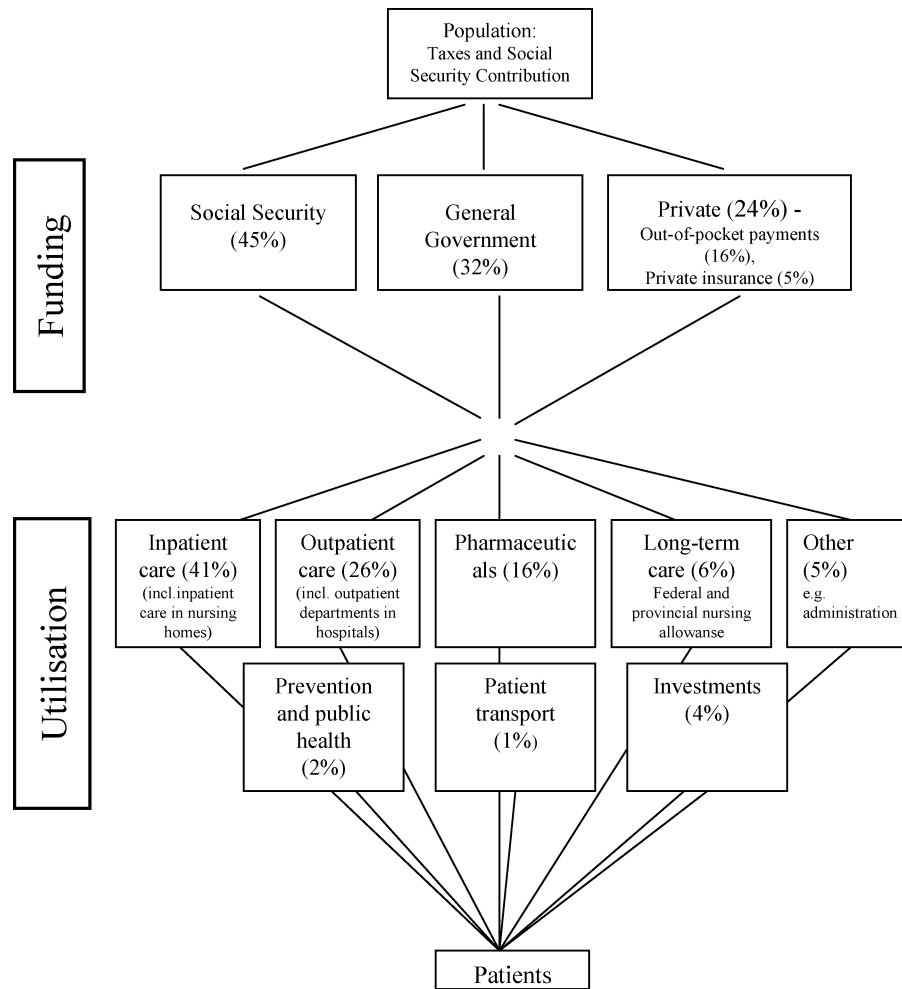 Population:
Taxes and Social
Security Contribution
Funding
Social Security
(45%)
General
Government
(32%)
Private (24%) -
Out-of-pocket payments
(16%),
Private insurance (5%)
Utilisation
Inpatient
care (41%)
(incl.inpatient
care in nursing
homes)
Outpatient
care (26%)
(incl. outpatient
departments in
hospitals)
Pharmaceutic
als (16%)
Long-term
care (6%)
Federal and
provincial nursing
allowanse
Other
(5%)
e.g.
administration
Prevention
and public
health
(2%)
Patient
transport
(1%)
Investments
(4%)
Patients